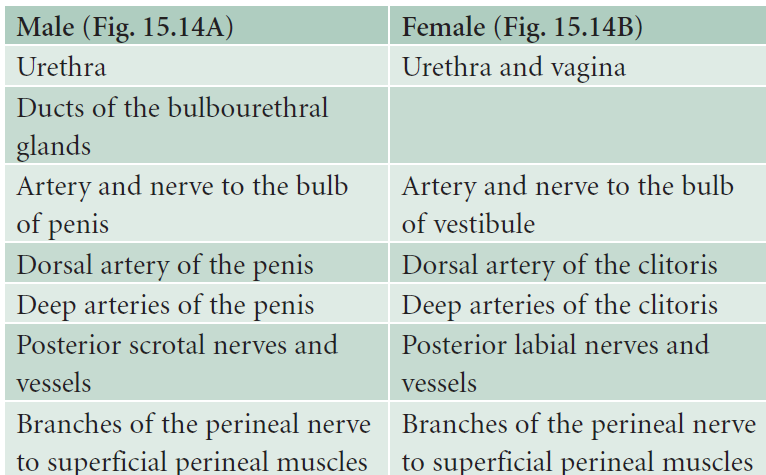 Male (Fig. 15.14A) Female (Fig. 15.14B)
Urethra Urethra and vagina
Ducts of the bulbourethral
glands
Artery and nerve to the bulb Artery and nerve to the bulb
of penis of vestibule
Dorsal artery of the penis Dorsal artery of the clitoris
Deep arteries of the penis Deep arteries of the clitoris
Posterior scrotal nerves and Posterior labial nerves and
vessels vessels
Branches of the perineal nerve Branches of the perineal nerve
to superficial perineal muscles to superficial perineal muscles